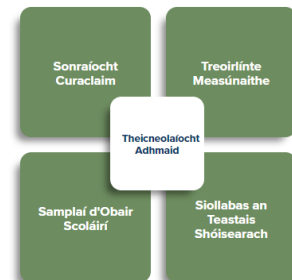 Sonraíocht
Curaclaim
Treoirlínte
Measúnaithe
Theicneolaíocht
Adhmaid
Samplaí d'Obair
Scoláirí
Siollabas an
Teastais
Shóisearach